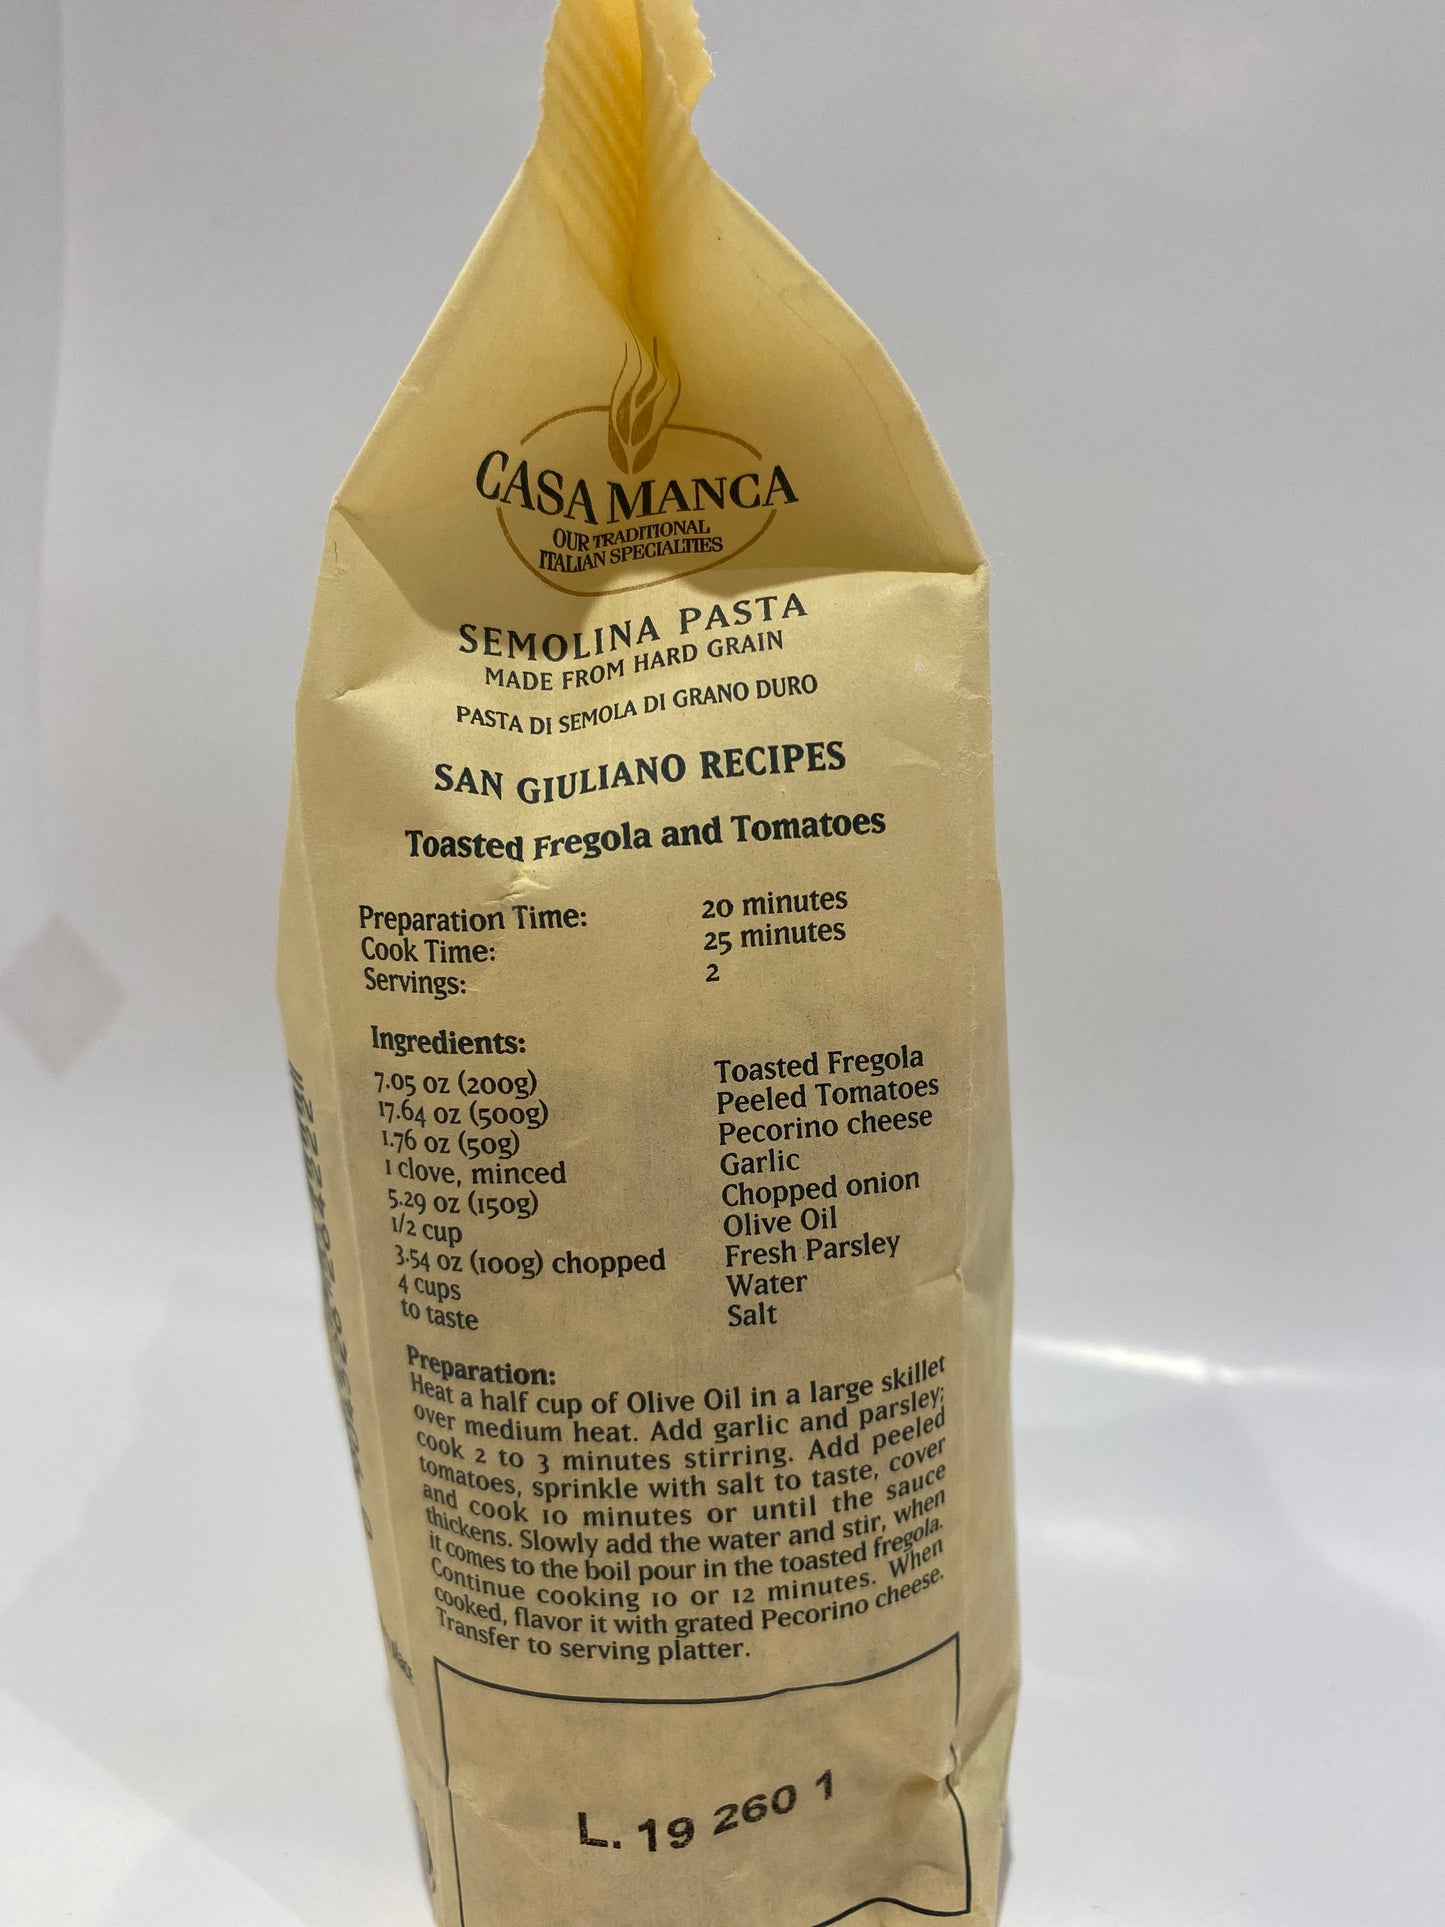 CASA MANCA
OUR TRADITIONAL
ITALIAN SPECIALTIES
SEMOLINA PASTA
MADE FROM HARD GRAIN
PASTA DI SEMOLA DI GRANO DURO
SAN GIULIANO RECIPES
Toasted Fregola and Tomatoes
Preparation Time: 20 minutes
Cook Time: 25 minutes
Servings: 2
Ingredients:
7.05 oz (200g) Toasted Fregola
17.64 oz (500g) Peeled Tomatoes
1.76 oz (50g) Pecorino cheese
1 clove, minced Garlic
5.29 oz (150g) Chopped onion
1/2 cup Olive Oil
3.54 oz (100g) chopped Fresh Parsley
4 cups Water
to taste Salt
Preparation:
Heat a half cup of Olive Oil in a large skillet
over medium heat. Add garlic and parsley;
cook 2 to 3 minutes stirring. Add peeled
tomatoes, sprinkle with salt to taste, cover
and cook 10 minutes or until the sauce
thickens. Slowly add the water and stir, when
it comes to the boil pour in the toasted fregola.
Continue cooking 10 or 12 minutes. When
cooked, flavor it with grated Pecorino cheese.
Transfer to serving platter.
L. 19 260 1